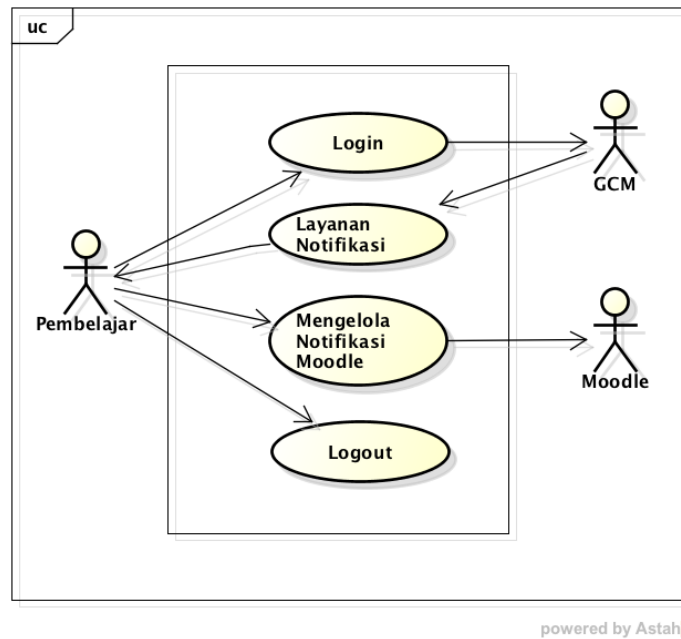 uc
Login
GCM
Layanan
Notifikasi
Pembelajar
Mengelola
Notifikasi
Moodle
Moodle
Logout
powered by Astah